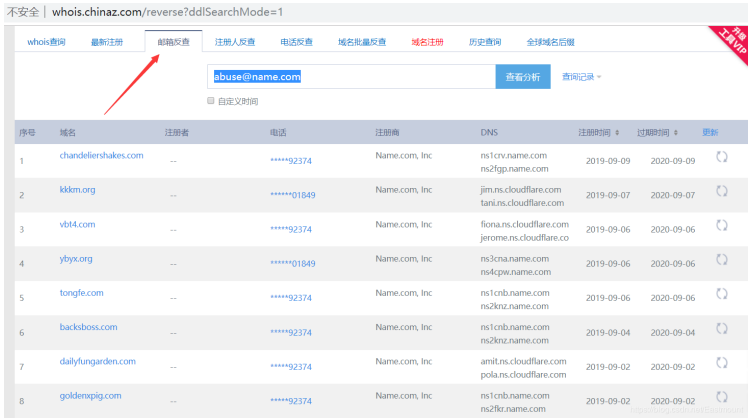 不安全 | whois.chinaz.com/reverse?ddlSearchMode=1
whois查询 最新注册 邮箱反查 注册人反查 电话反查 域名批量反查 域名注册 历史查询 全球域名后缀
升级
工具VIP
abuse@name.com 查看分析 查询记录
自定义时间
序号 域名 注册者 电话 注册商 DNS 注册时间 过期时间 更新
1 chandeliershakes.com -- *****92374 Name.com, Inc ns1crv.name.com 2019-09-09 2020-09-09
ns2fgp.name.com
2 kkkm.org -- ******01849 Name.com, Inc jim.ns.cloudflare.com 2019-09-07 2020-09-07
tani.ns.cloudflare.com
3 vbt4.com -- *****92374 Name.com, Inc fiona.ns.cloudflare.com 2019-09-06 2020-09-06
jerome.ns.cloudflare.co
4 ybyx.org -- ******01849 Name.com, Inc ns3cna.name.com 2019-09-06 2020-09-06
ns4cpw.name.com
5 tongfe.com -- *****92374 Name.com, Inc ns1cnb.name.com 2019-09-06 2020-09-06
ns2knz.name.com
6 backsboss.com -- *****92374 Name.com, Inc ns1cnb.name.com 2019-09-04 2020-09-04
ns2knz.name.com
7 dailyfungarden.com -- *****92374 Name.com, Inc amit.ns.cloudflare.com 2019-09-02 2020-09-02
pola.ns.cloudflare.com
8 goldenxpig.com -- *****92374 Name.com, Inc ns1cnb.name.com 2019-09-02 2020-09-02
ns2fkr.name.com